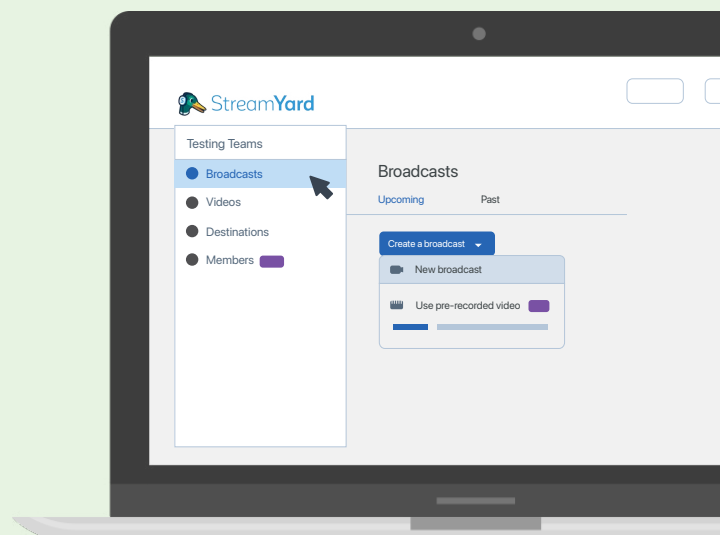 StreamYard
Testing Teams
Broadcasts
Videos
Destinations
Members
Broadcasts
Upcoming
Past
Create a broadcast
New broadcast
Use pre-recorded video